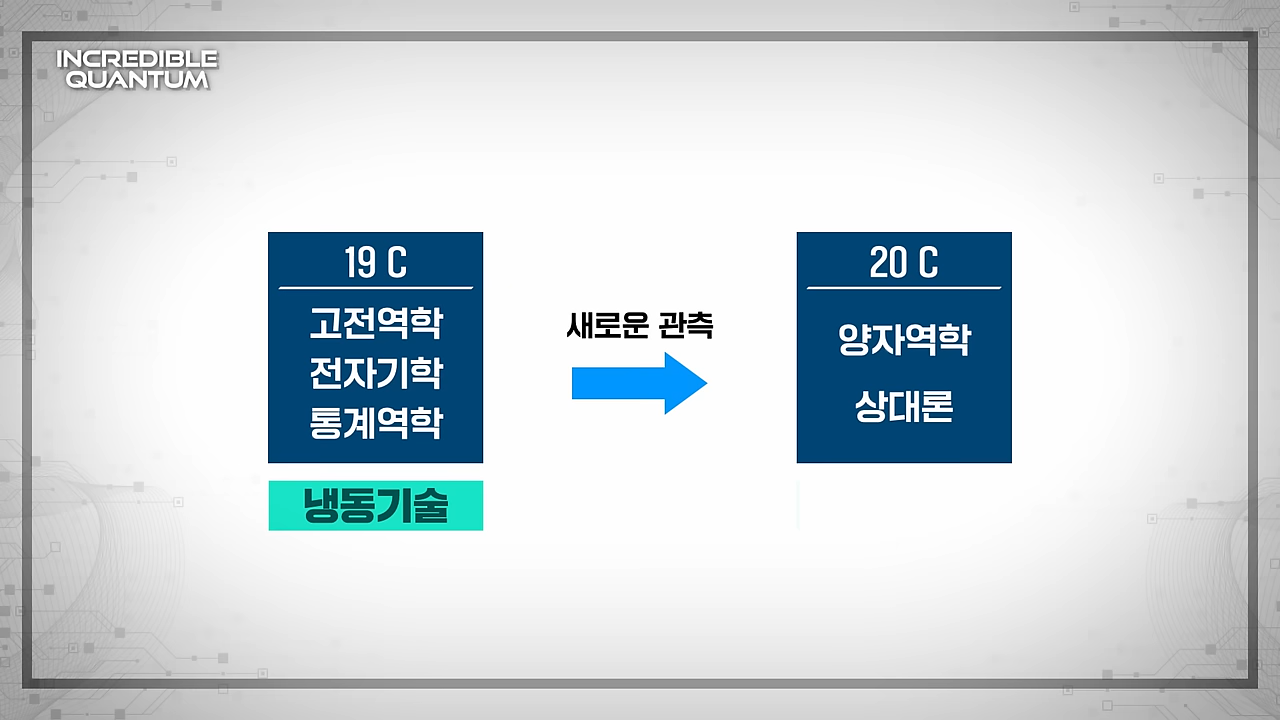 INCREDIBLE
QUANTUM
19 C
고전역학
전자기학
통계역학
냉동기술
새로운 관측
20 C
양자역학
상대론